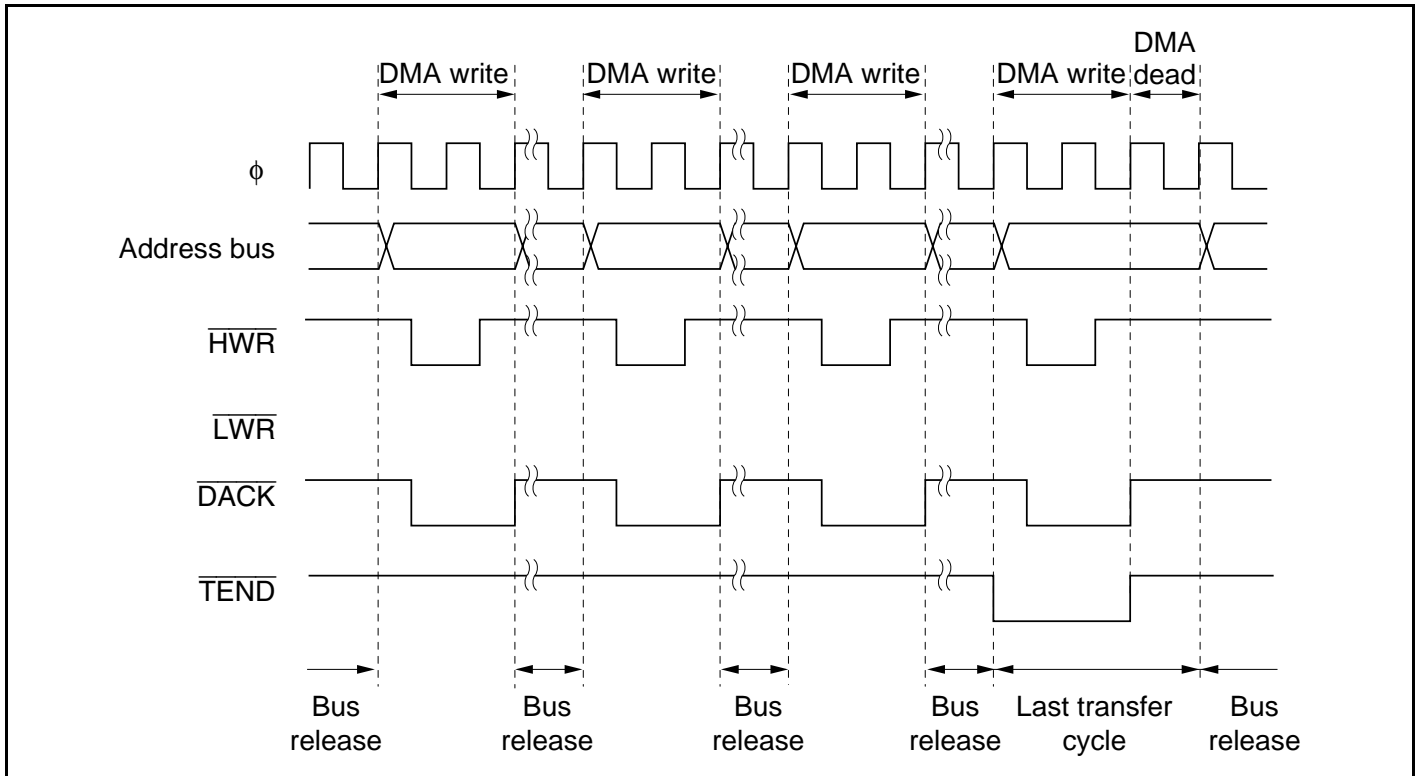 DMA
dead
DMA write DMA write DMA write DMA write
ϕ
Address bus
HWR
LWR
DACK
TEND
Bus Bus Bus Bus Last transfer Bus
release release release release cycle release